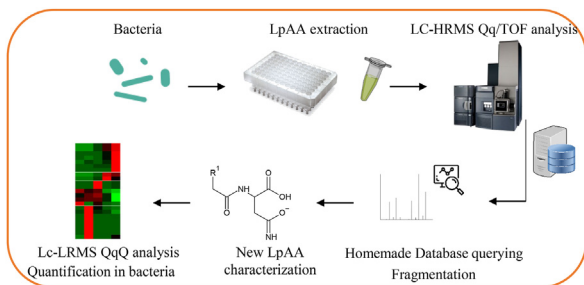 Bacteria
LpAA extraction
LC-HRMS Qq/TOF analysis
R1
N
H
O
O
OH
O−
NH
Lc-LRMS QqQ analysis
Quantification in bacteria
New LpAA
characterization
Homemade Database querying
Fragmentation